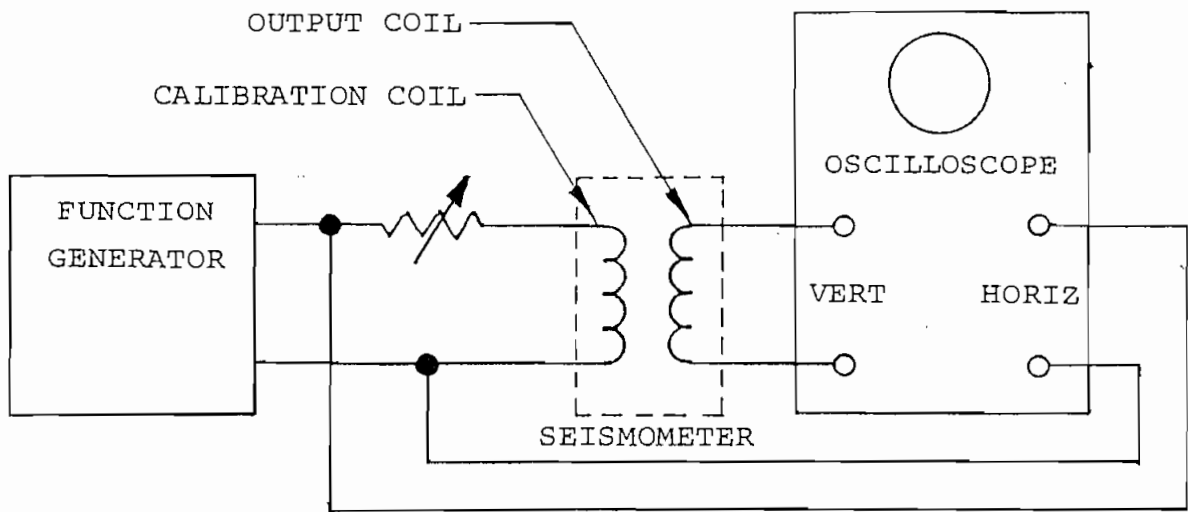 OUTPUT COIL
CALIBRATION COIL
FUNCTION
GENERATOR
OSCILLOSCOPE
VERT
HORIZ
SEISMOMETER